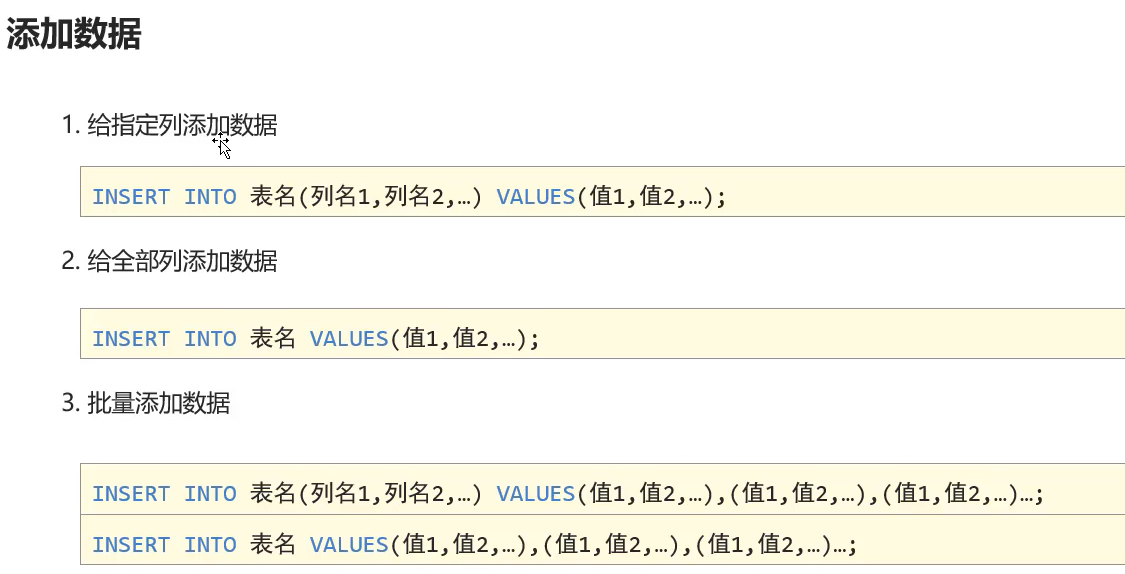 添加数据
1. 给指定列添加数据
INSERT INTO 表名(列名1,列名2,…) VALUES(值1,值2,…);
2. 给全部列添加数据
INSERT INTO 表名 VALUES(值1,值2,…);
3. 批量添加数据
INSERT INTO 表名(列名1,列名2,…) VALUES(值1,值2,…),(值1,值2,…),(值1,值2,…)…;
INSERT INTO 表名 VALUES(值1,值2,…),(值1,值2,…),(值1,值2,…)…;